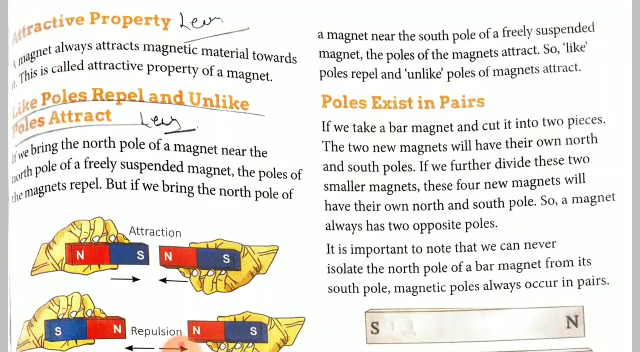 Attractive Property
A magnet always attracts magnetic material towards
it. This is called attractive property of a magnet.
Like Poles Repel and Unlike
Poles Attract
If we bring the north pole of a magnet near the
north pole of a freely suspended magnet, the poles of
the magnets repel. But if we bring the north pole of
Attraction
N S N S
S N Repulsion N S
a magnet near the south pole of a freely suspended
magnet, the poles of the magnets attract. So, 'like'
poles repel and 'unlike' poles of magnets attract.
Poles Exist in Pairs
If we take a bar magnet and cut it into two pieces.
The two new magnets will have their own north
and south poles. If we further divide these two
smaller magnets, these four new magnets will
have their own north and south pole. So, a magnet
always has two opposite poles.
It is important to note that we can never
isolate the north pole of a bar magnet from its
south pole, magnetic poles always occur in pairs.
S N